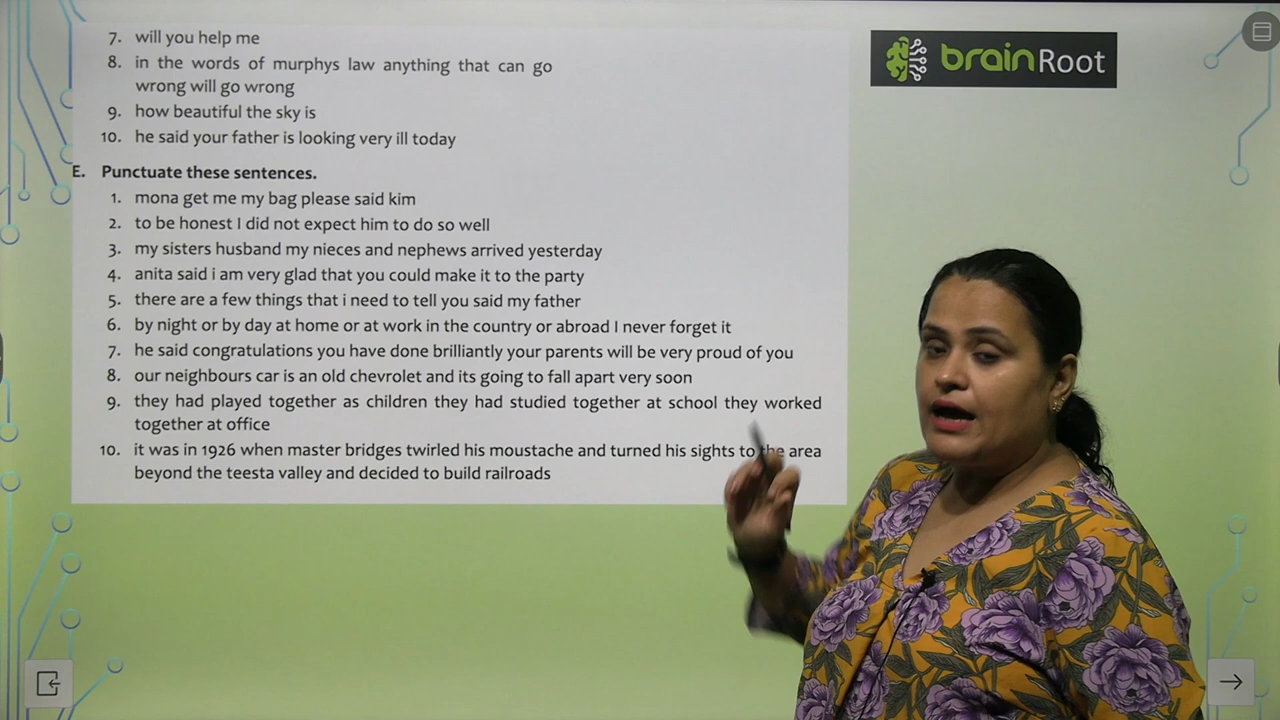 7. will you help me
8. in the words of murphys law anything that can go
wrong will go wrong
9. how beautiful the sky is
10. he said your father is looking very ill today
E. Punctuate these sentences.
1. mona get me my bag please said kim
2. to be honest I did not expect him to do so well
3. my sisters husband my nieces and nephews arrived yesterday
4. anita said i am very glad that you could make it to the party
5. there are a few things that i need to tell you said my father
6. by night or by day at home or at work in the country or abroad I never forget it
7. he said congratulations you have done brilliantly your parents will be very proud of you
8. our neighbours car is an old chevrolet and its going to fall apart very soon
9. they had played together as children they had studied together at school they worked
together at office
10. it was in 1926 when master bridges twirled his moustache and turned his sights to the area
beyond the teesta valley and decided to build railroads
brainRoot